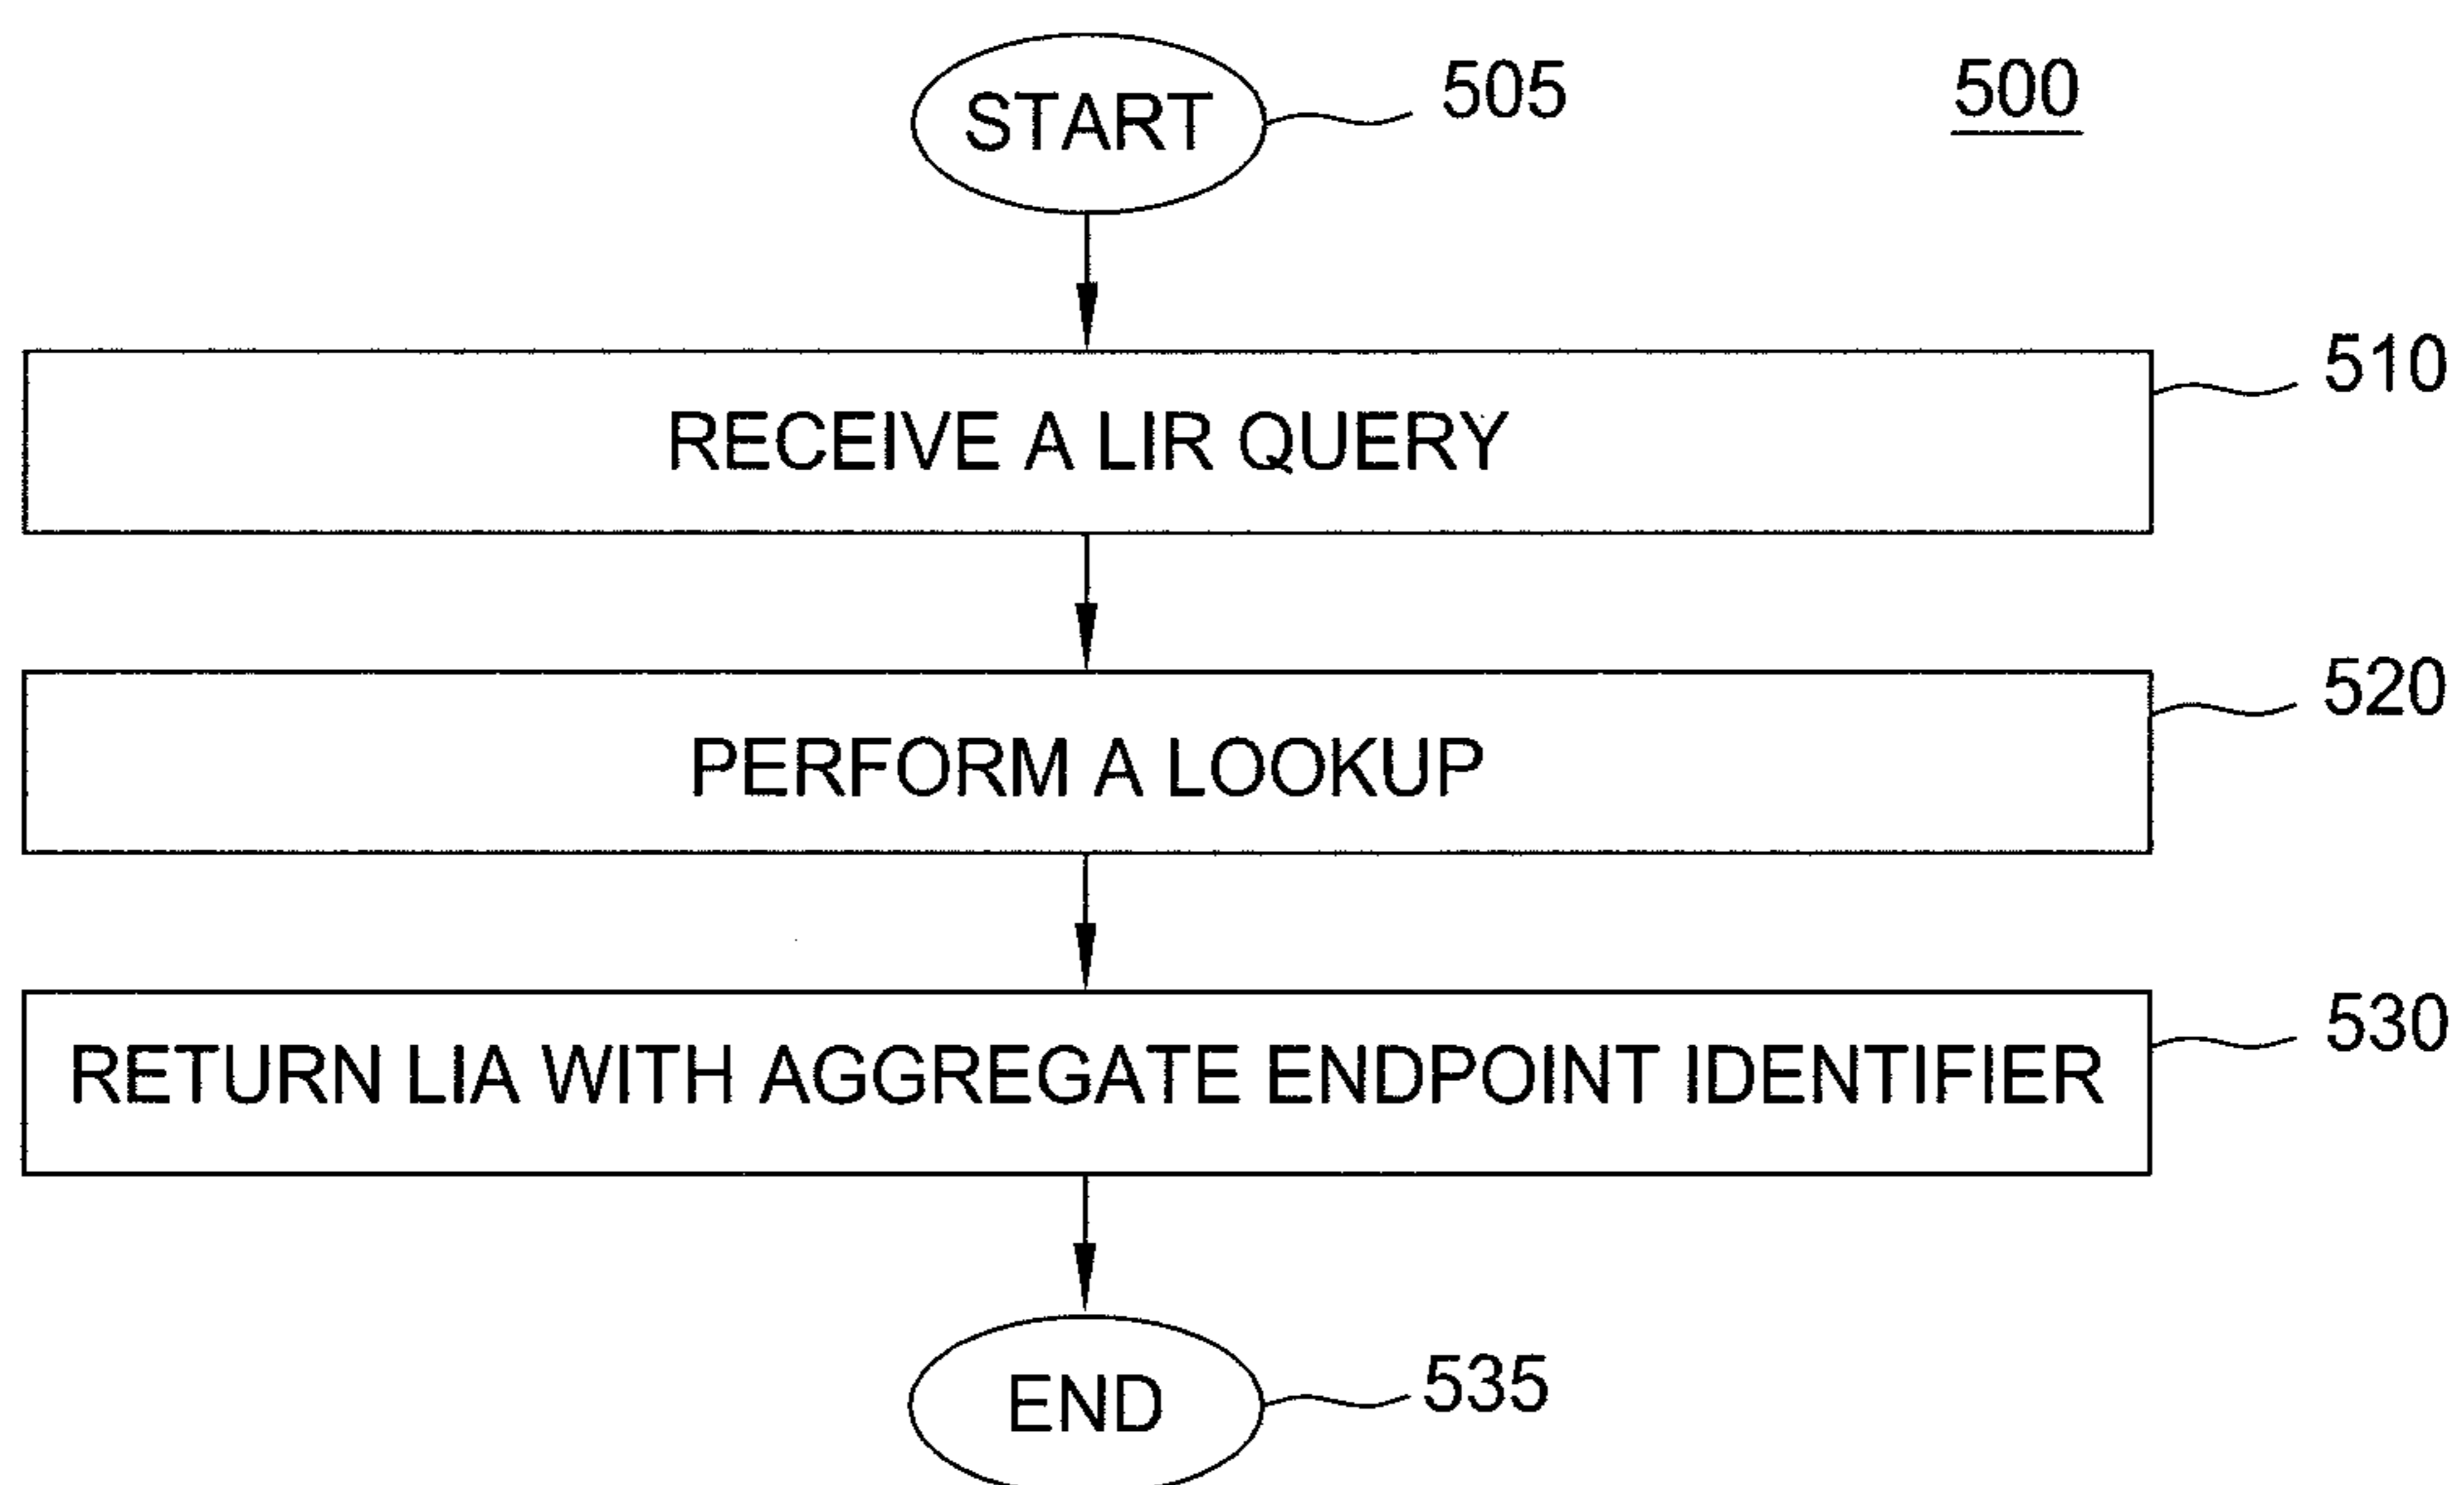 START
505
500
RECEIVE A LIR QUERY
510
PERFORM A LOOKUP
520
RETURN LIA WITH AGGREGATE ENDPOINT IDENTIFIER
530
END
535